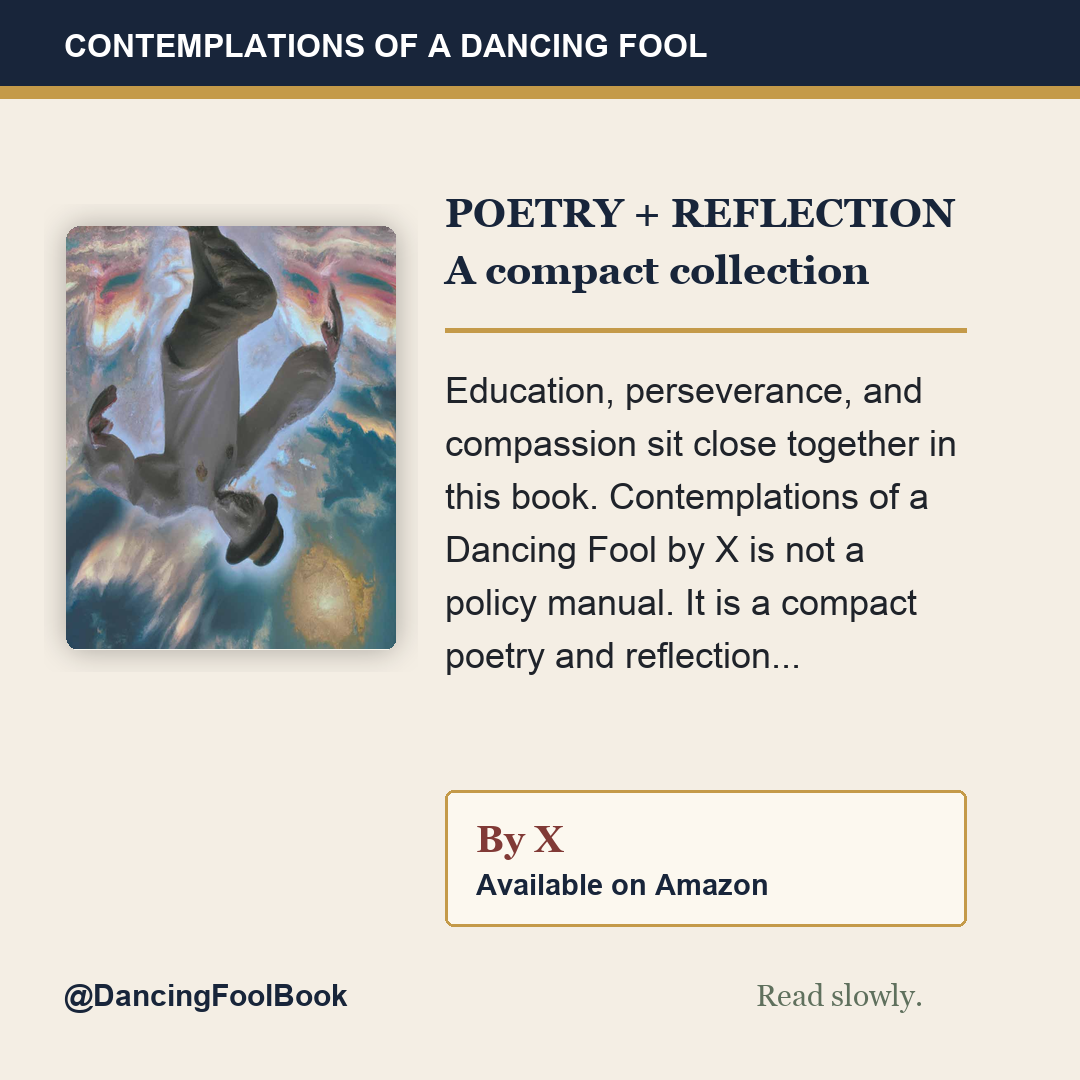 CONTEMPLATIONS OF A DANCING FOOL
POETRY + REFLECTION
A compact collection
Education, perseverance, and
compassion sit close together in
this book. Contemplations of a
Dancing Fool by X is not a
policy manual. It is a compact
poetry and reflection...
By X
Available on Amazon
@DancingFoolBook
Read slowly.